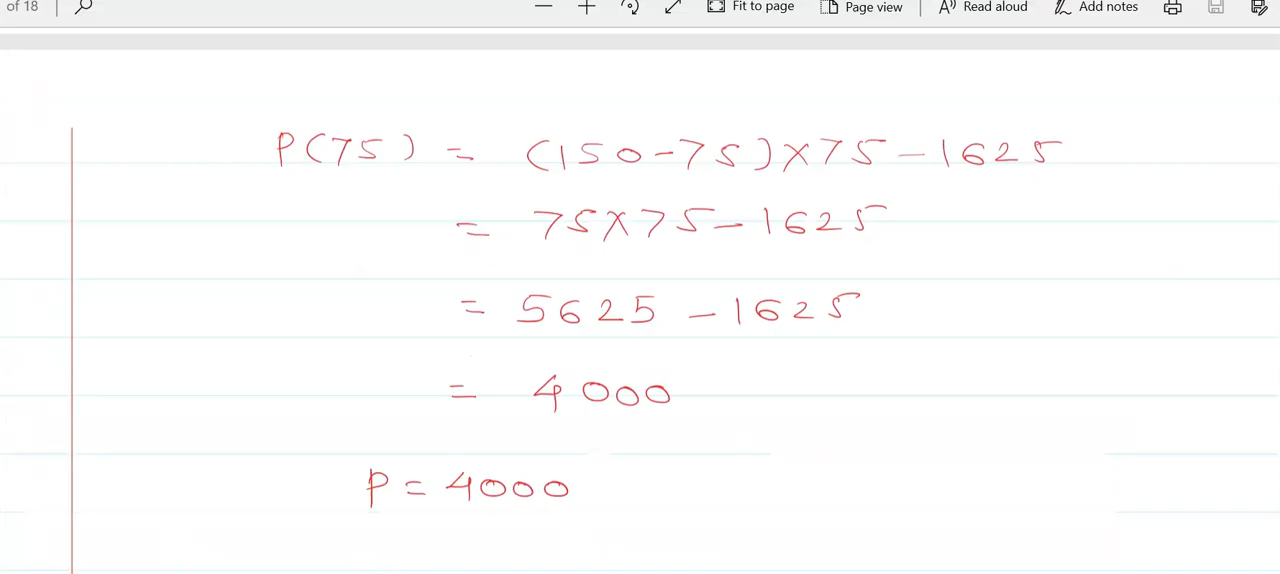 of 18 Fit to page Page view Read aloud Add notes
P(75) = (150-75)×75-1625
= 75×75-1625
= 5625-1625
= 4000
P = 4000